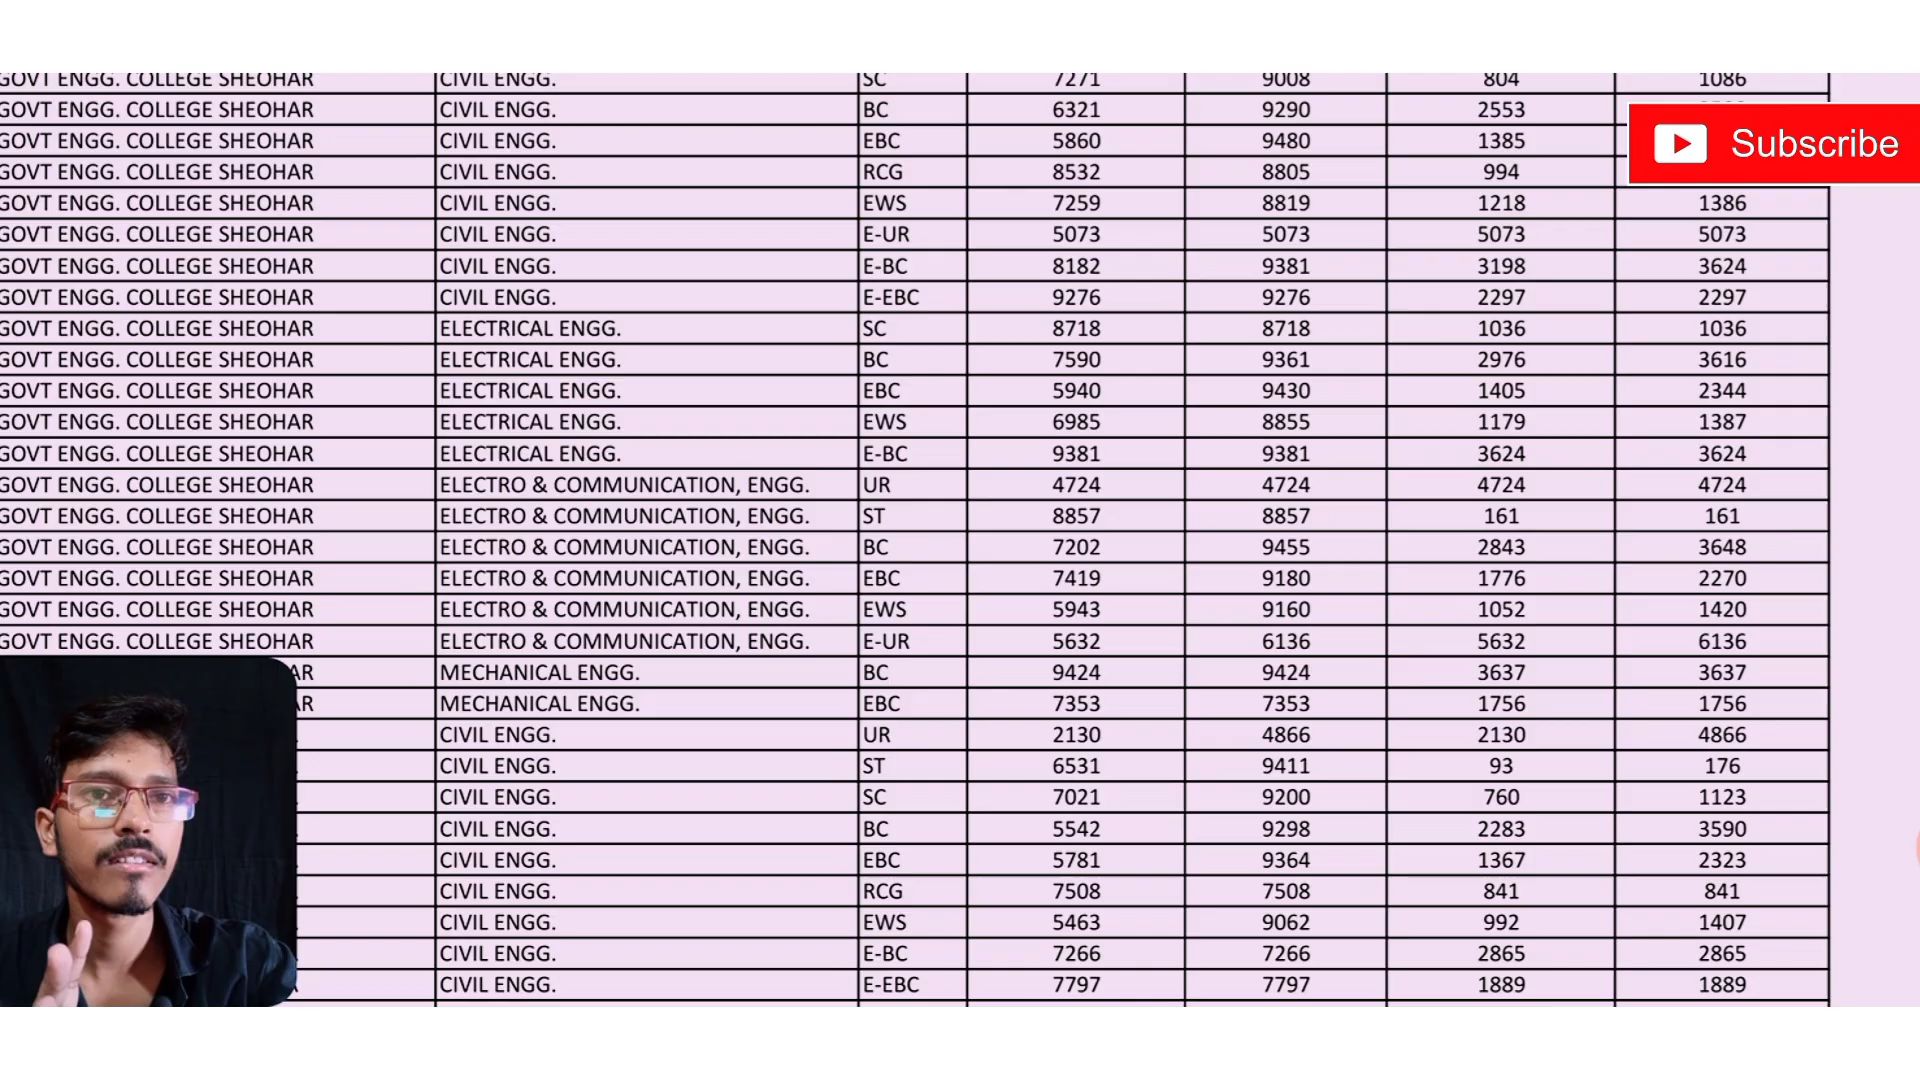 GOVT ENGG. COLLEGE SHEOHAR CIVIL ENGG. SC 7271 9008 804 1086
GOVT ENGG. COLLEGE SHEOHAR CIVIL ENGG. BC 6321 9290 2553
GOVT ENGG. COLLEGE SHEOHAR CIVIL ENGG. EBC 5860 9480 1385
Subscribe
GOVT ENGG. COLLEGE SHEOHAR CIVIL ENGG. RCG 8532 8805 994
GOVT ENGG. COLLEGE SHEOHAR CIVIL ENGG. EWS 7259 8819 1218 1386
GOVT ENGG. COLLEGE SHEOHAR CIVIL ENGG. E-UR 5073 5073 5073 5073
GOVT ENGG. COLLEGE SHEOHAR CIVIL ENGG. E-BC 8182 9381 3198 3624
GOVT ENGG. COLLEGE SHEOHAR CIVIL ENGG. E-EBC 9276 9276 2297 2297
GOVT ENGG. COLLEGE SHEOHAR ELECTRICAL ENGG. SC 8718 8718 1036 1036
GOVT ENGG. COLLEGE SHEOHAR ELECTRICAL ENGG. BC 7590 9361 2976 3616
GOVT ENGG. COLLEGE SHEOHAR ELECTRICAL ENGG. EBC 5940 9430 1405 2344
GOVT ENGG. COLLEGE SHEOHAR ELECTRICAL ENGG. EWS 6985 8855 1179 1387
GOVT ENGG. COLLEGE SHEOHAR ELECTRICAL ENGG. E-BC 9381 9381 3624 3624
GOVT ENGG. COLLEGE SHEOHAR ELECTRO & COMMUNICATION, ENGG. UR 4724 4724 4724 4724
GOVT ENGG. COLLEGE SHEOHAR ELECTRO & COMMUNICATION, ENGG. ST 8857 8857 161 161
GOVT ENGG. COLLEGE SHEOHAR ELECTRO & COMMUNICATION, ENGG. BC 7202 9455 2843 3648
GOVT ENGG. COLLEGE SHEOHAR ELECTRO & COMMUNICATION, ENGG. EBC 7419 9180 1776 2270
GOVT ENGG. COLLEGE SHEOHAR ELECTRO & COMMUNICATION, ENGG. EWS 5943 9160 1052 1420
GOVT ENGG. COLLEGE SHEOHAR ELECTRO & COMMUNICATION, ENGG. E-UR 5632 6136 5632 6136
AR MECHANICAL ENGG. BC 9424 9424 3637 3637
AR MECHANICAL ENGG. EBC 7353 7353 1756 1756
CIVIL ENGG. UR 2130 4866 2130 4866
CIVIL ENGG. ST 6531 9411 93 176
CIVIL ENGG. SC 7021 9200 760 1123
CIVIL ENGG. BC 5542 9298 2283 3590
CIVIL ENGG. EBC 5781 9364 1367 2323
CIVIL ENGG. RCG 7508 7508 841 841
CIVIL ENGG. EWS 5463 9062 992 1407
CIVIL ENGG. E-BC 7266 7266 2865 2865
CIVIL ENGG. E-EBC 7797 7797 1889 1889